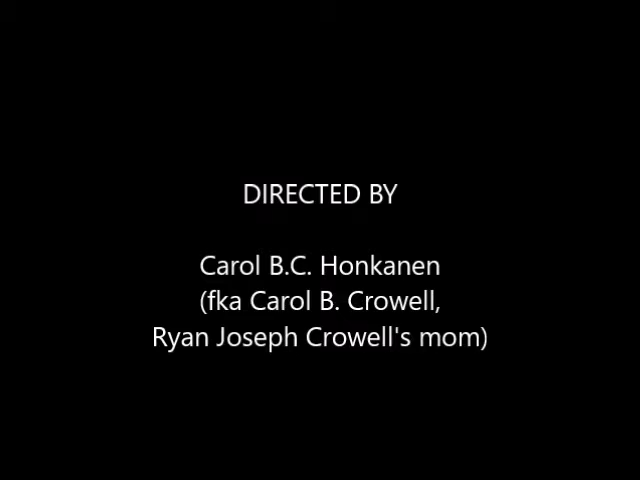 DIRECTED BY
Carol B.C. Honkanen
(fka Carol B. Crowell,
Ryan Joseph Crowell's mom)